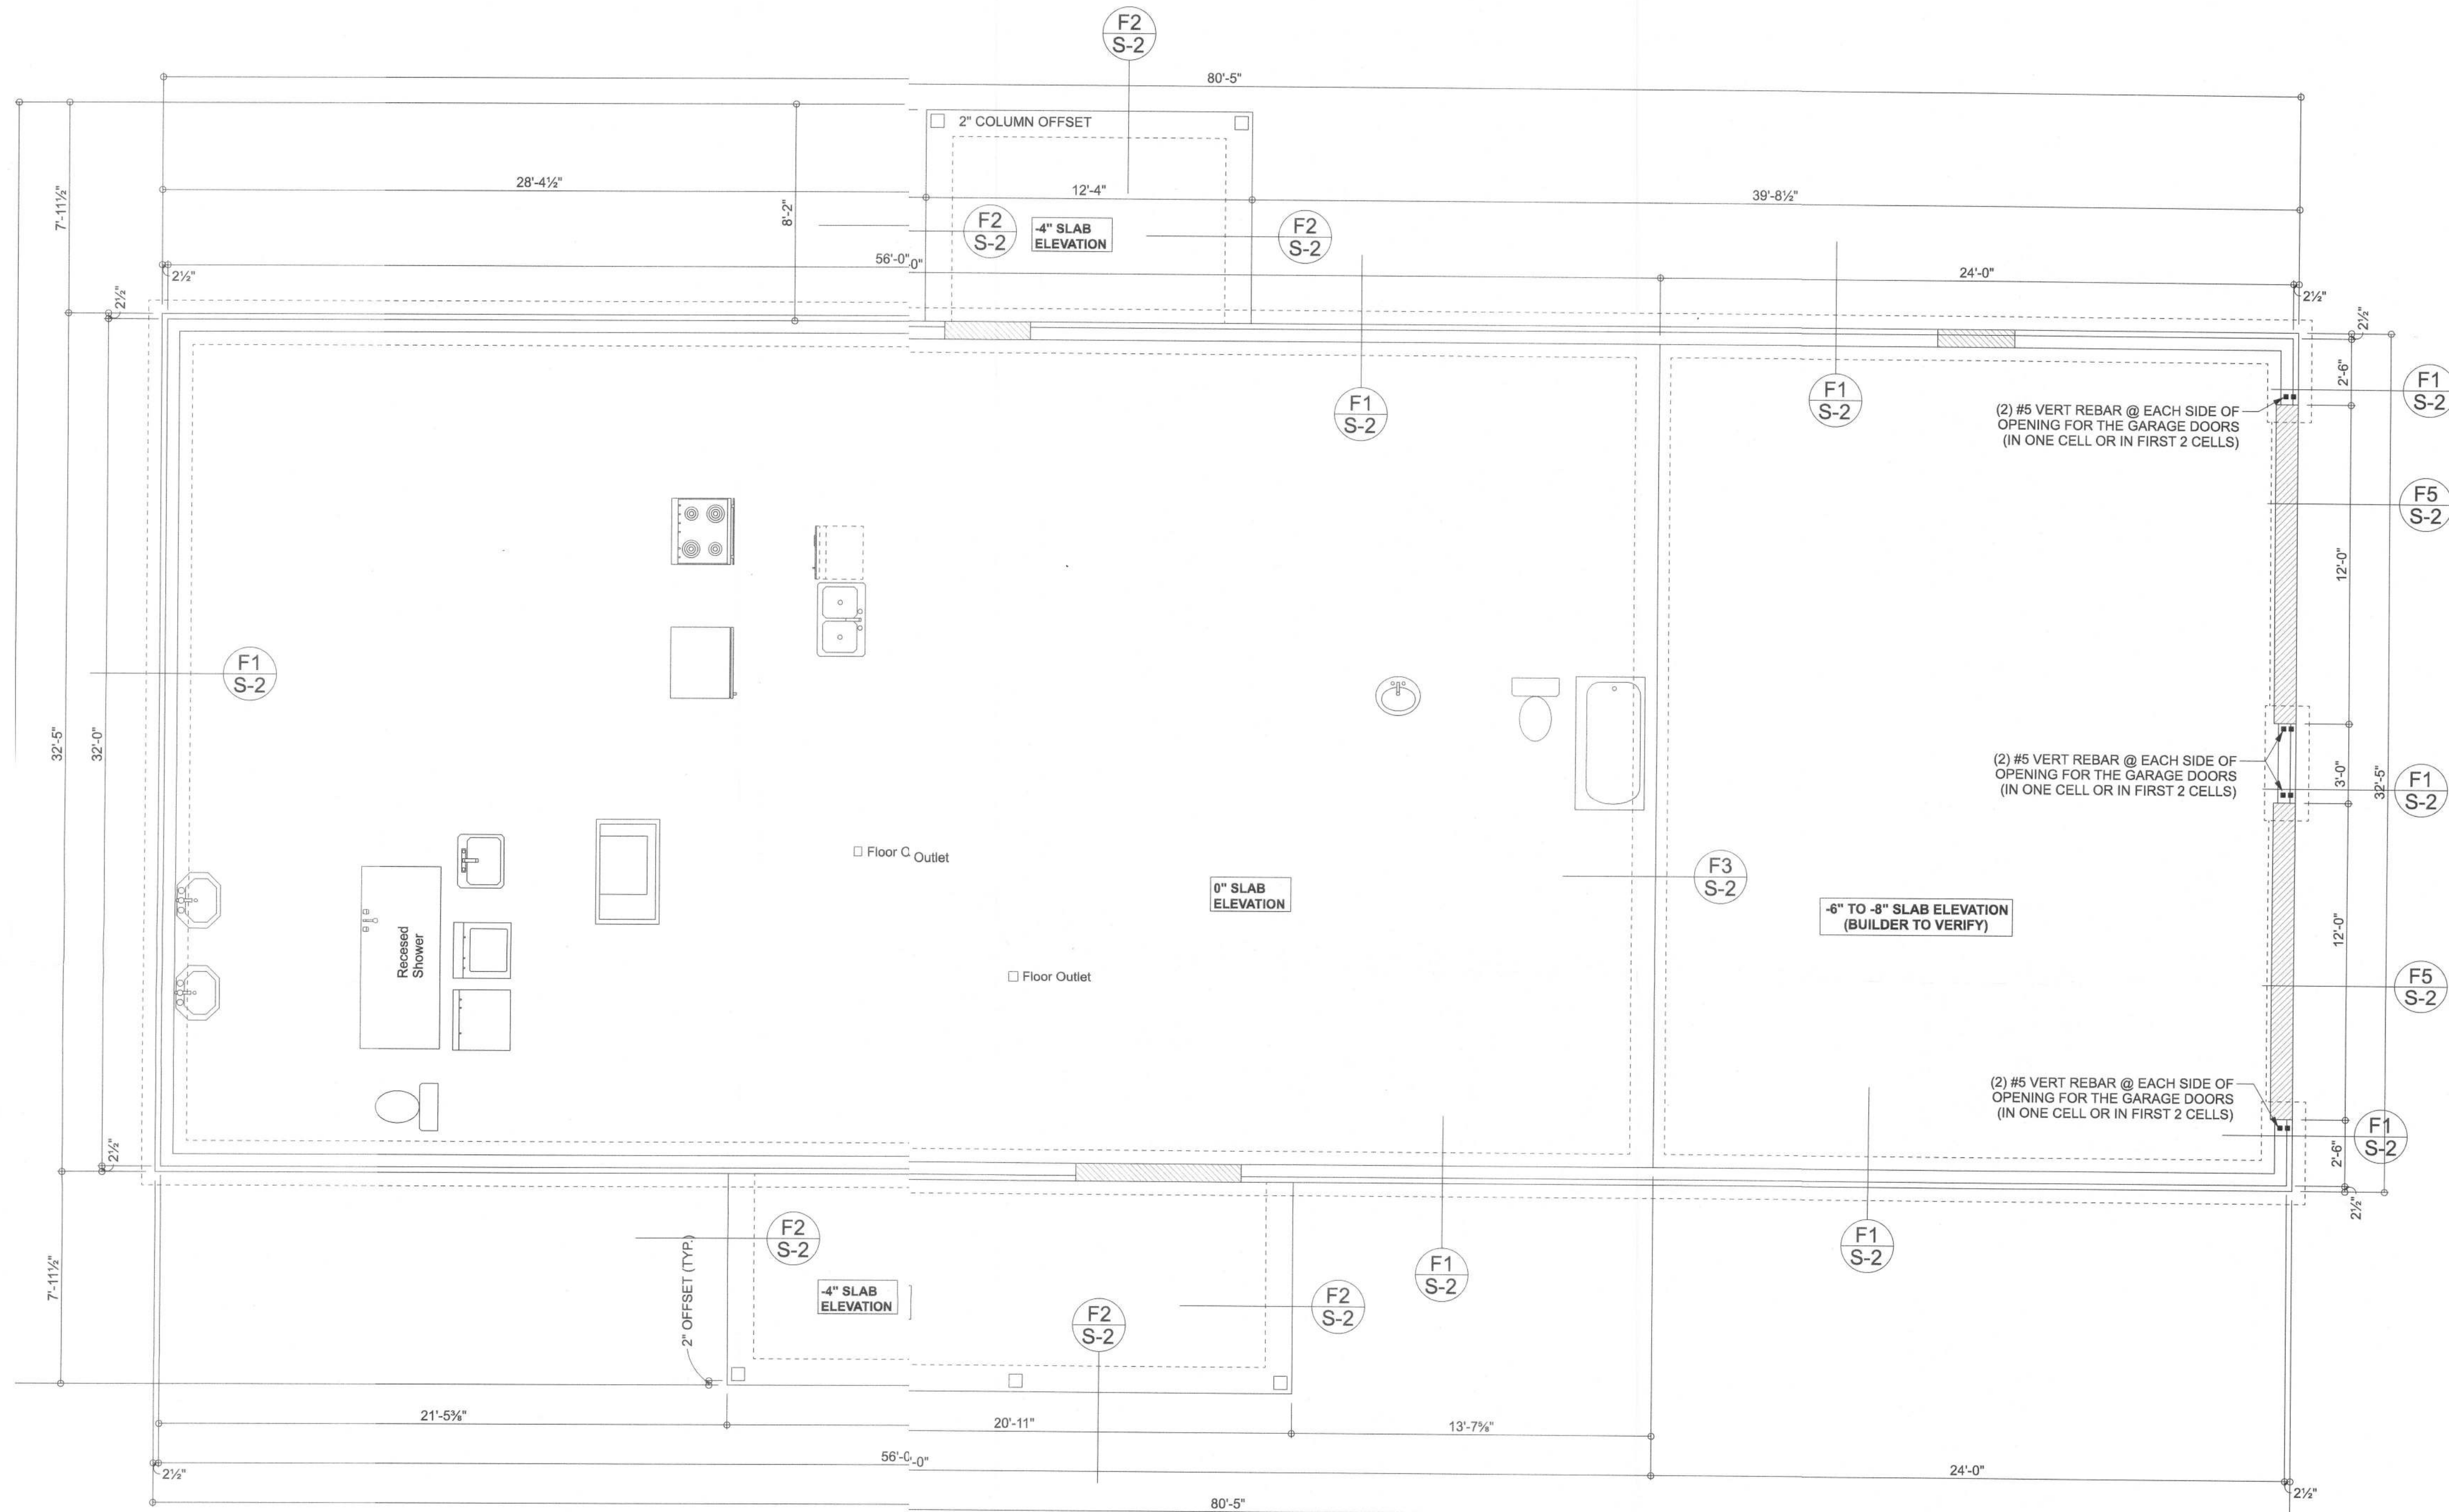 F2
S-2
80'-5"
2" COLUMN OFFSET
28'-4½"
12'-4"
39'-8½"
7'-11½"
8'-2"
F2
S-2
-4" SLAB
ELEVATION
F2
S-2
56'-0"
-0"
24'-0"
2½"
2½"
2½"
2½"
2'-6"
F1
S-2
F1
S-2
F1
S-2
(2) #5 VERT REBAR @ EACH SIDE OF
OPENING FOR THE GARAGE DOORS
(IN ONE CELL OR IN FIRST 2 CELLS)
F5
S-2
12'-0"
F1
S-2
32'-5"
32'-0"
(2) #5 VERT REBAR @ EACH SIDE OF
OPENING FOR THE GARAGE DOORS
(IN ONE CELL OR IN FIRST 2 CELLS)
3'-0"
32'-5"
F1
S-2
Floor O
Outlet
0" SLAB
ELEVATION
F3
S-2
-6" TO -8" SLAB ELEVATION
(BUILDER TO VERIFY)
12'-0"
Recesed
Shower
Floor Outlet
F5
S-2
(2) #5 VERT REBAR @ EACH SIDE OF
OPENING FOR THE GARAGE DOORS
(IN ONE CELL OR IN FIRST 2 CELLS)
F1
S-2
2½"
2'-6"
2½"
7'-11½"
2" OFFSET (TYP.)
F2
S-2
-4" SLAB
ELEVATION
F2
S-2
F2
S-2
F1
S-2
F1
S-2
21'-5⅜"
20'-11"
13'-7⅝"
56'-0
'-0"
24'-0"
2½"
2½"
80'-5"